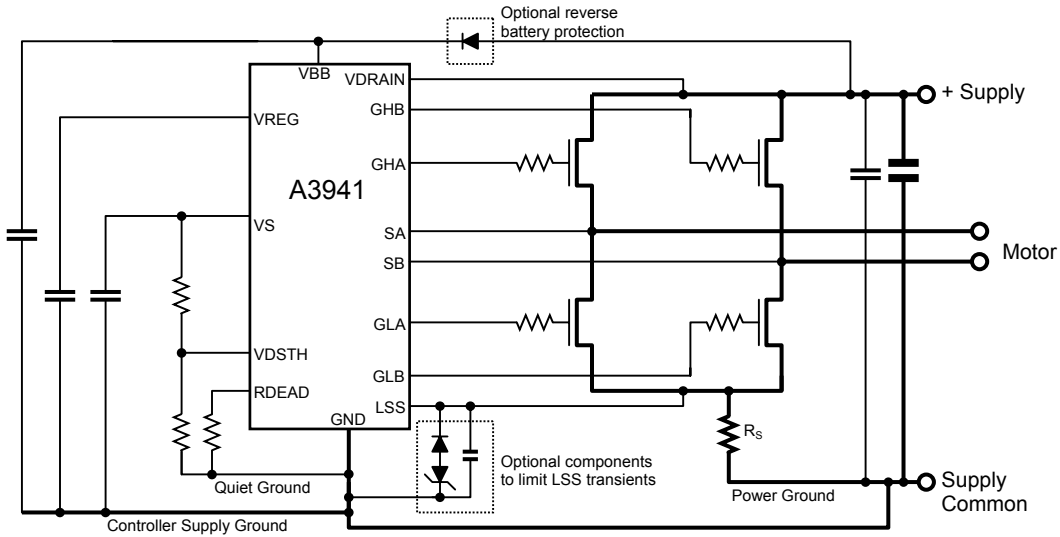 Optional reverse
battery protection
VBB
VDRAIN
+ Supply
GHB
VREG
GHA
A3941
VS
SA
SB
Motor
GLA
VDSTH
GLB
RDEAD
LSS
GND
RS
Optional components
to limit LSS transients
Quiet Ground
Power Ground
Supply
Common
Controller Supply Ground